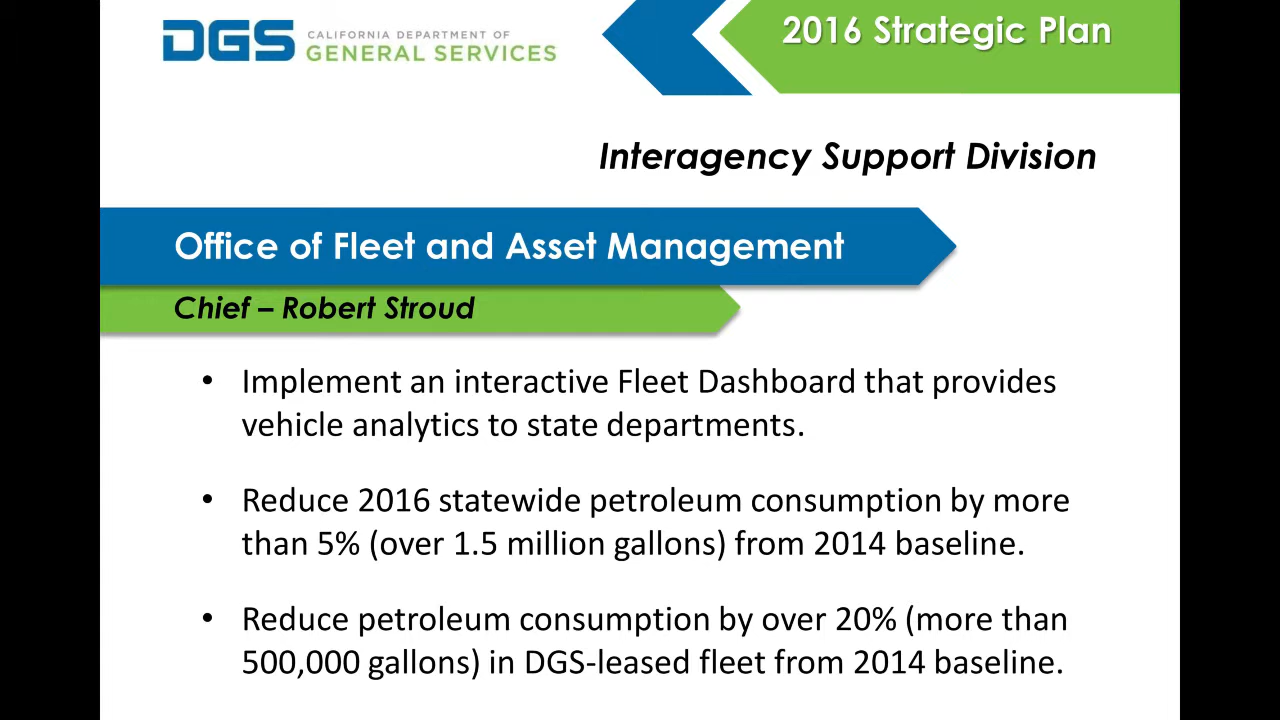 DGS CALIFORNIA DEPARTMENT OF
GENERAL SERVICES
2016 Strategic Plan
Interagency Support Division
Office of Fleet and Asset Management
Chief – Robert Stroud
• Implement an interactive Fleet Dashboard that provides
vehicle analytics to state departments.
• Reduce 2016 statewide petroleum consumption by more
than 5% (over 1.5 million gallons) from 2014 baseline.
• Reduce petroleum consumption by over 20% (more than
500,000 gallons) in DGS-leased fleet from 2014 baseline.